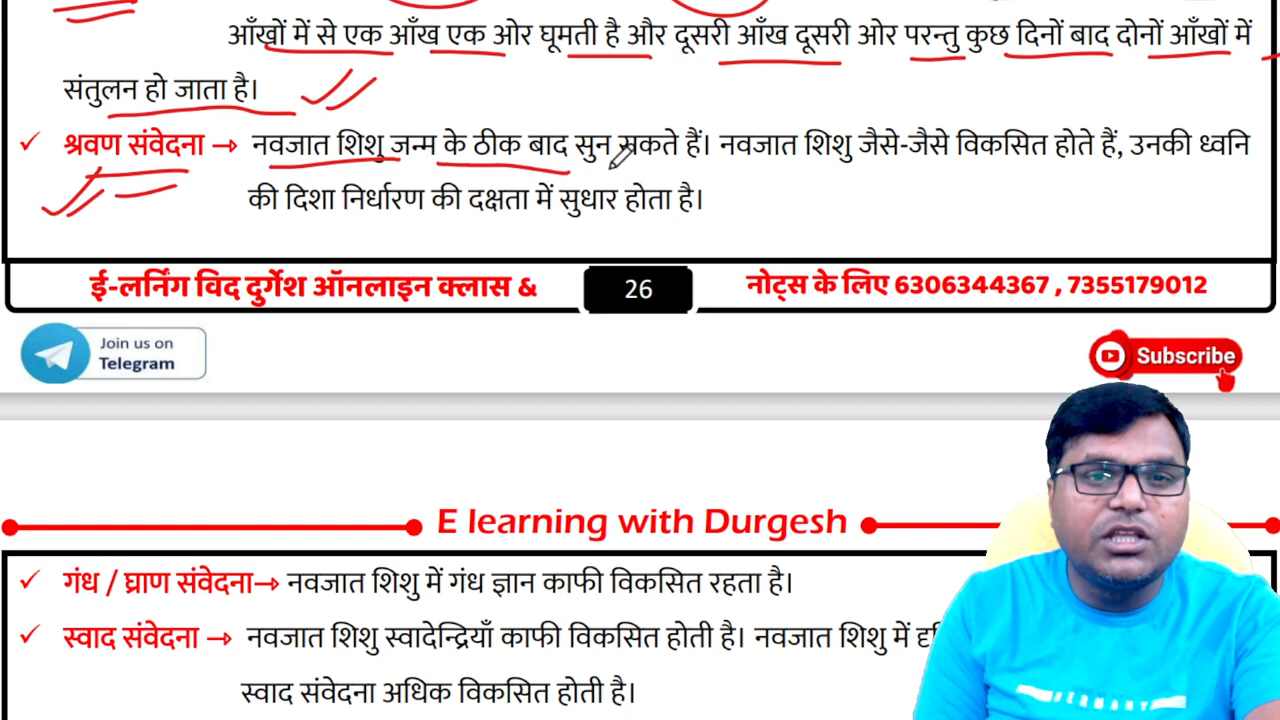 आँखों में से एक आँख एक ओर घूमती है और दूसरी आँख दूसरी ओर परन्तु कुछ दिनों बाद दोनों आँखों में
संतुलन हो जाता है।
✓ श्रवण संवेदना → नवजात शिशु जन्म के ठीक बाद सुन सकते हैं। नवजात शिशु जैसे-जैसे विकसित होते हैं, उनकी ध्वनि
की दिशा निर्धारण की दक्षता में सुधार होता है।
ई-लर्निंग विद दुर्गेश ऑनलाइन क्लास &
26
नोट्स के लिए 6306344367 , 7355179012
Join us on
Telegram
Subscribe
E learning with Durgesh
✓ गंध / घ्राण संवेदना→ नवजात शिशु में गंध ज्ञान काफी विकसित रहता है।
✓ स्वाद संवेदना → नवजात शिशु स्वादेन्द्रियाँ काफी विकसित होती है। नवजात शिशु में
स्वाद संवेदना अधिक विकसित होती है।